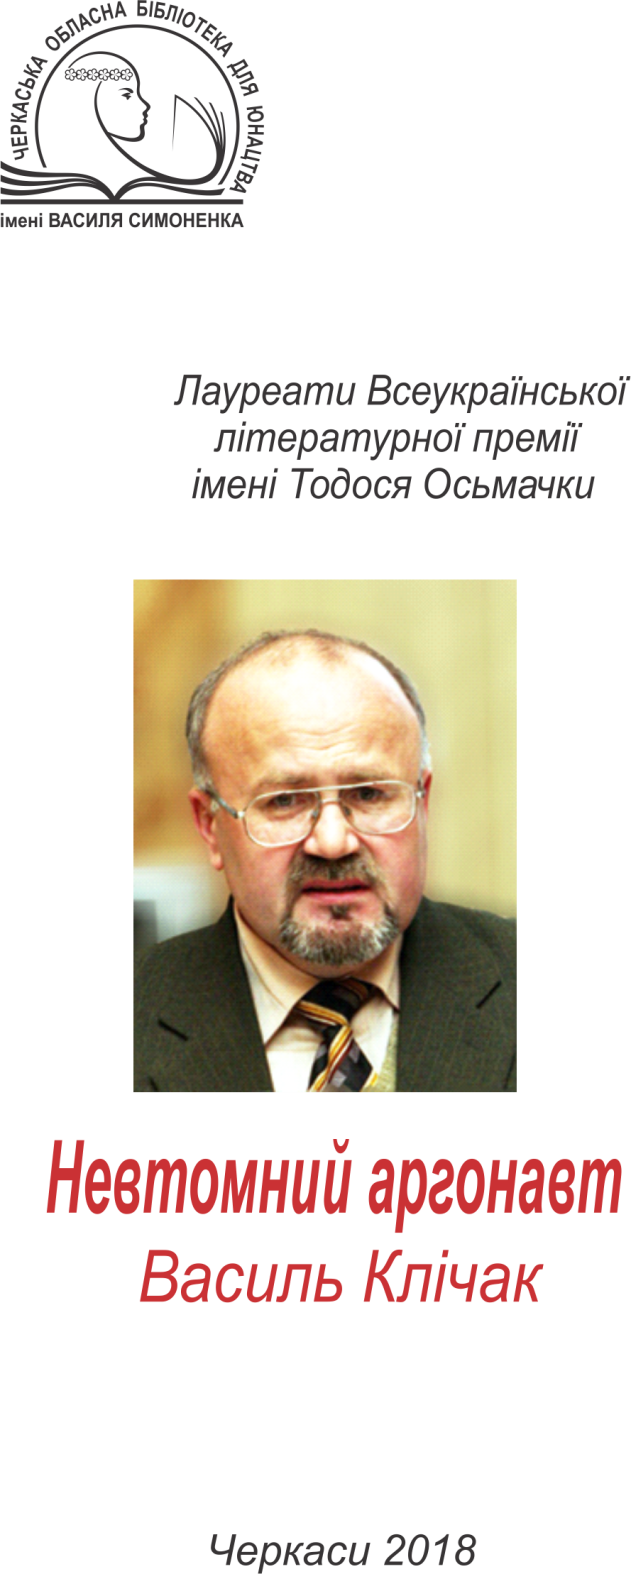 ЧЕРКАСЬКА ОБЛАСНА БІБЛІОТЕКА ДЛЯ ЮНАЦТВА
імені ВАСИЛЯ СИМОНЕНКА
Лауреати Всеукраїнської
літературної премії
імені Тодося Осьмачки
Невтомний аргонавт
Василь Клічак
Черкаси 2018